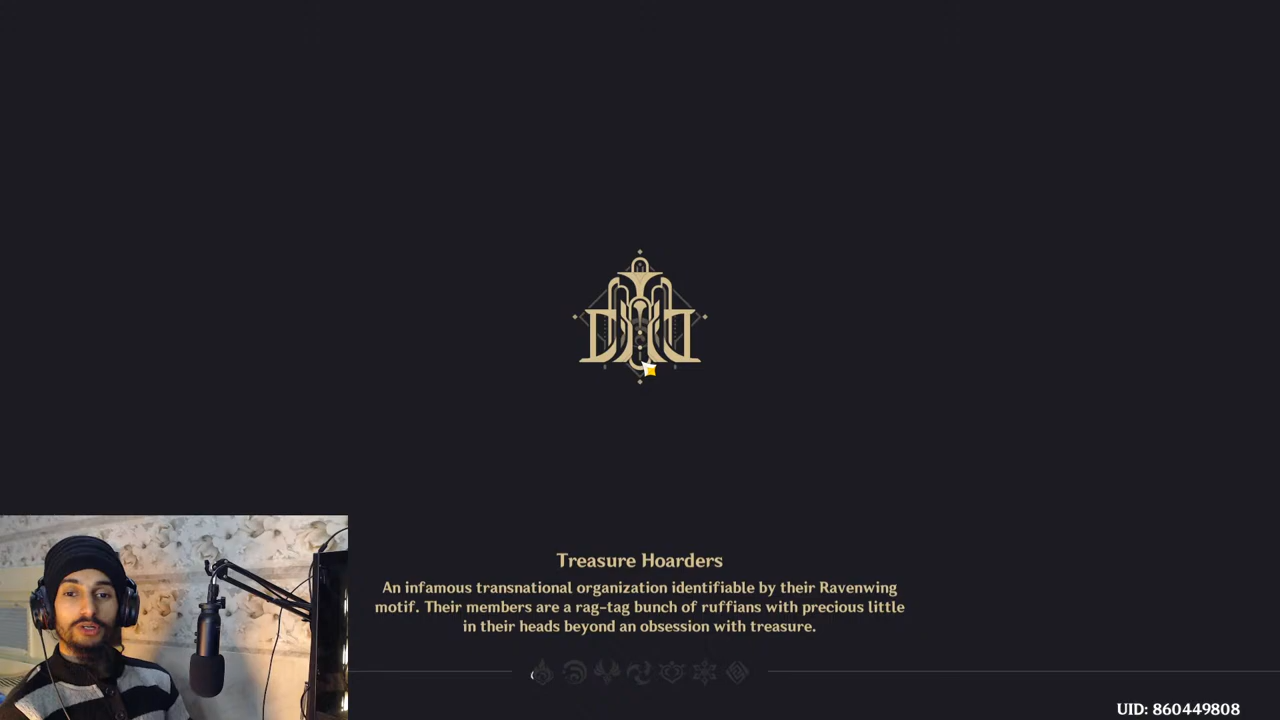 Treasure Hoarders
An infamous transnational organization identifiable by their Ravenwing
motif. Their members are a rag-tag bunch of ruffians with precious little
in their heads beyond an obsession with treasure.
UID: 860449808